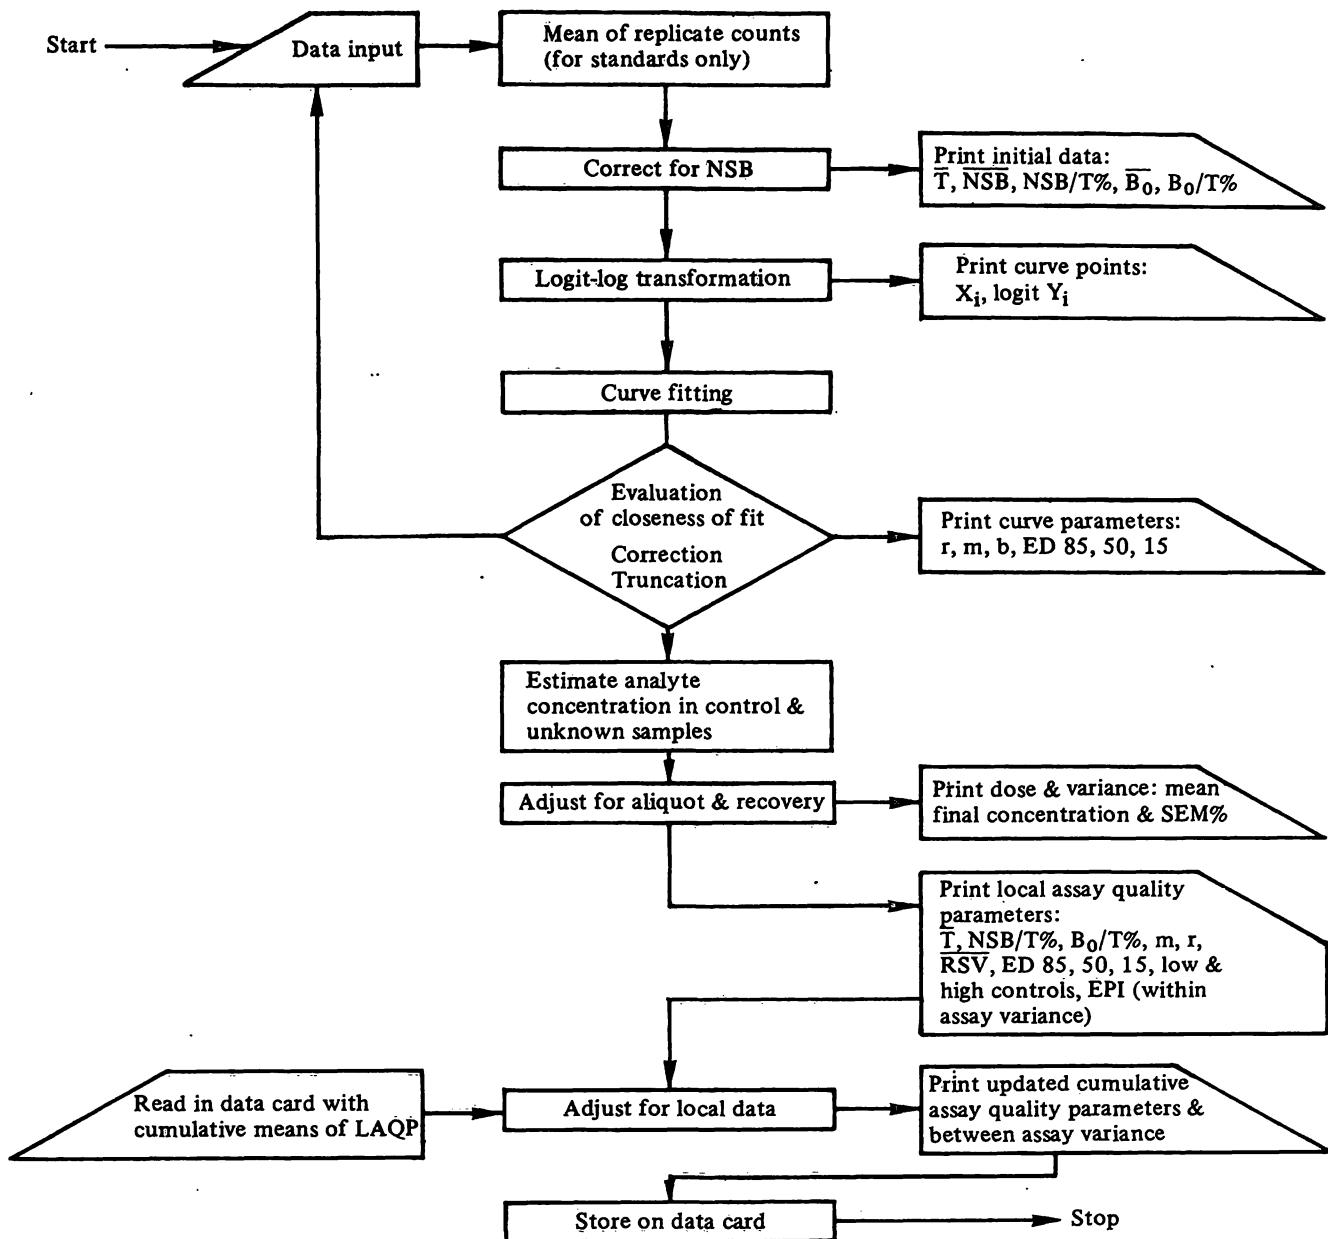 Start
Data input
Mean of replicate counts
(for standards only)
Correct for NSB
Print initial data:
T̅, N̅S̅B̅, NSB/T%, B̅₀̅, B₀/T%
Logit-log transformation
Print curve points:
Xᵢ, logit Yᵢ
Curve fitting
Evaluation
of closeness of fit
Correction
Truncation
Print curve parameters:
r, m, b, ED 85, 50, 15
Estimate analyte
concentration in control &
unknown samples
Adjust for aliquot & recovery
Print dose & variance: mean
final concentration & SEM%
Print local assay quality
parameters:
T̅, NSB/T%, B₀/T%, m, r,
R̅S̅V̅, ED 85, 50, 15, low &
high controls, EPI (within
assay variance)
Read in data card with
cumulative means of LAQP
Adjust for local data
Print updated cumulative
assay quality parameters &
between assay variance
Store on data card
Stop